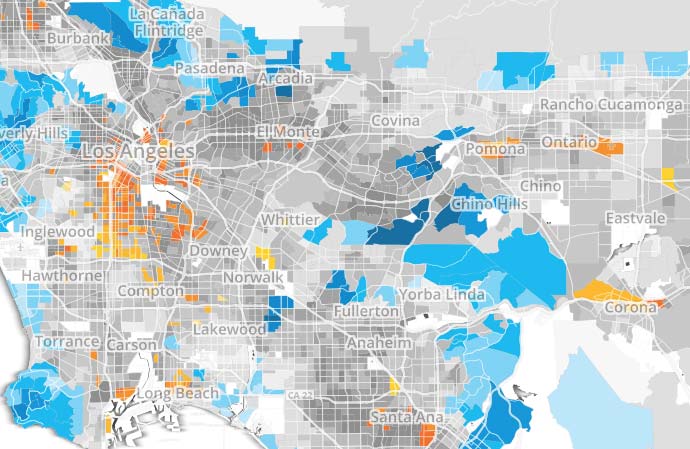 La Cañada
Flintridge
Burbank
Pasadena
Arcadia
Rancho Cucamonga
Covina
verly Hills
El Monte
Los Angeles
Pomona
Ontario
a
Chino
Chino Hills
Whittier
Eastvale
Inglewood
Downey
Hawthorne
Norwalk
Compton
Yorba Linda
Corona
Fullerton
Lakewood
Torrance
Carson
Anaheim
Long Beach
CA 22
Santa Ana